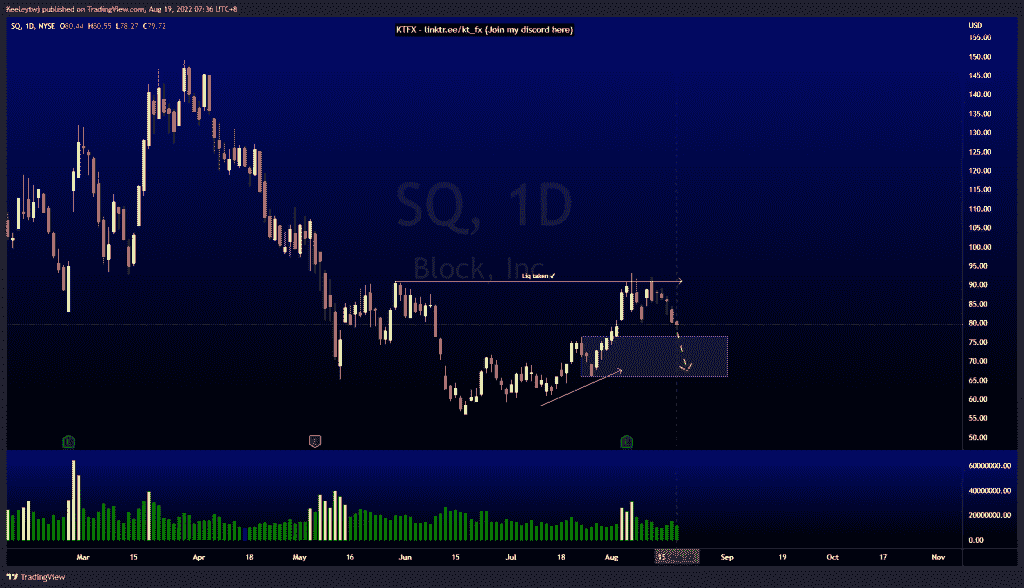 Keeleytwj published on TradingView.com, Aug 19, 2022 07:36 UTC+8
SQ, 1D, NYSE O80.44 H80.55 L78.27 C79.72
KTFX - linktr.ee/kt_fx (Join my discord here)
USD
155.00
150.00
145.00
140.00
135.00
130.00
125.00
120.00
115.00
110.00
105.00
100.00
95.00
90.00
85.00
80.00
75.00
70.00
65.00
60.00
55.00
50.00
SQ, 1D
Block, Inc.
Liq taken ✓
E E E
60000000.00
40000000.00
20000000.00
0.00
Mar 15 Apr 18 May 16 Jun 15 Jul 18 Aug 15 Sep 19 Oct 17 Nov
TradingView